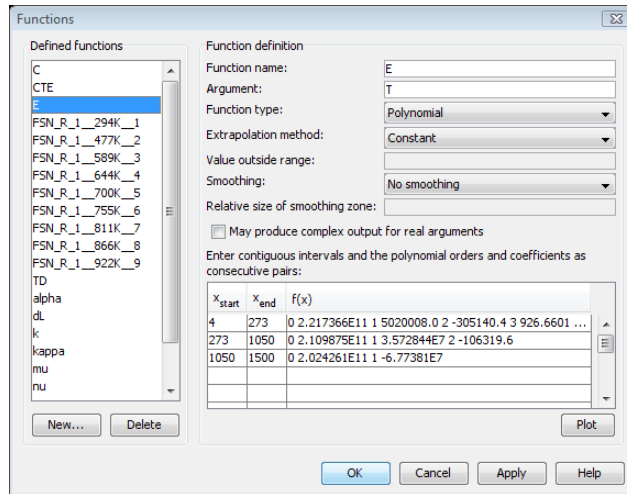 Functions
Defined functions
C
CTE
E
FSN_R_1__294K__1
FSN_R_1__477K__2
FSN_R_1__589K__3
FSN_R_1__644K__4
FSN_R_1__700K__5
FSN_R_1__755K__6
FSN_R_1__811K__7
FSN_R_1__866K__8
FSN_R_1__922K__9
TD
alpha
dL
k
kappa
mu
nu
New... Delete
Function definition
Function name: E
Argument: T
Function type: Polynomial
Extrapolation method: Constant
Value outside range:
Smoothing: No smoothing
Relative size of smoothing zone:
May produce complex output for real arguments
Enter contiguous intervals and the polynomial orders and coefficients as
consecutive pairs:
xstart xend f(x)
4 273 0 2.217366E11 1 5020008.0 2 -305140.4 3 926.6601 ...
273 1050 0 2.109875E11 1 3.572844E7 2 -106319.6
1050 1500 0 2.024261E11 1 -6.77381E7
Plot
OK Cancel Apply Help